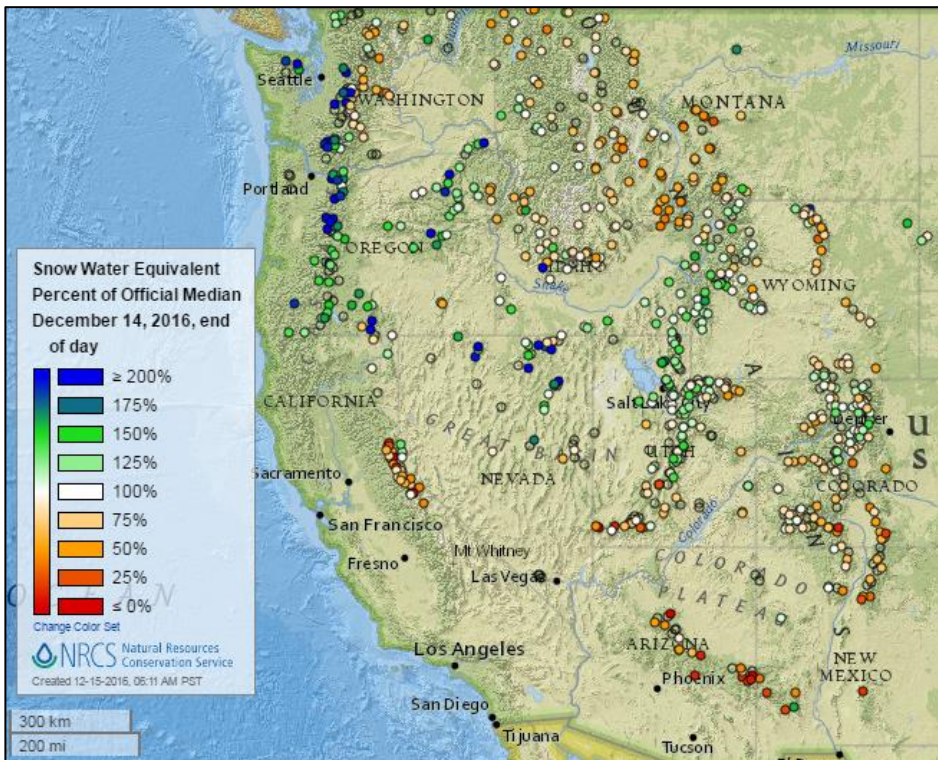 Missouri
Seattle
WASHINGTON
MONTANA
Portland
OREGON
IDAHO
Snake
WYOMING
Snow Water Equivalent
Percent of Official Median
December 14, 2016, end
of day
≥ 200%
175%
150%
125%
100%
75%
50%
25%
≤ 0%
Change Color Set
NRCS Natural Resources
Conservation Service
Created 12-15-2016, 06:11 AM PST
CALIFORNIA
Salt Lake City
Denver
U
S
GREAT BASIN
UTAH
NEVADA
COLORADO
Sacramento
San Francisco
Colorado
Fresno
Mt Whitney
Las Vegas
COLORADO
PLATEAU
ARIZONA
Los Angeles
NEW
MEXICO
Phoenix
San Diego
Tijuana
Tucson
300 km
200 mi